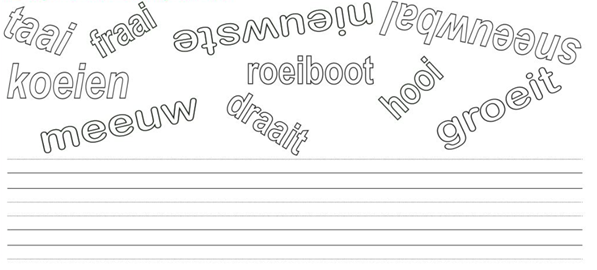 taai
fraai
nieuwste
sneeuwbal
koeien
roeiboot
hooi
groeit
meeuw
draait